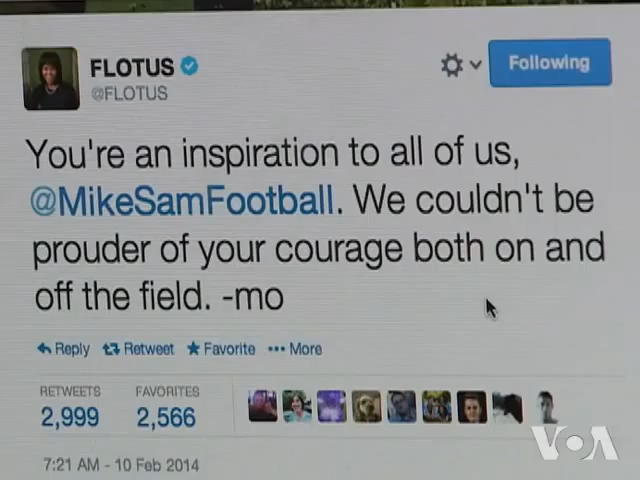 FLOTUS
@FLOTUS
Following
You're an inspiration to all of us,
@MikeSamFootball. We couldn't be
prouder of your courage both on and
off the field. -mo
Reply Retweet Favorite More
RETWEETS FAVORITES
2,999 2,566
7:21 AM - 10 Feb 2014
VOA